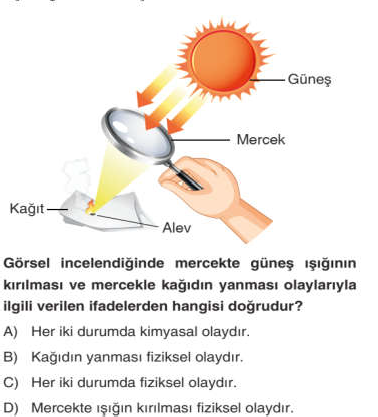 Güneş
Mercek
Kağıt
Alev
Görsel incelendiğinde mercekte güneş ışığının
kırılması ve mercekle kağıdın yanması olaylarıyla
ilgili verilen ifadelerden hangisi doğrudur?
A) Her iki durumda kimyasal olaydır.
B) Kağıdın yanması fiziksel olaydır.
C) Her iki durumda fiziksel olaydır.
D) Mercekte ışığın kırılması fiziksel olaydır.